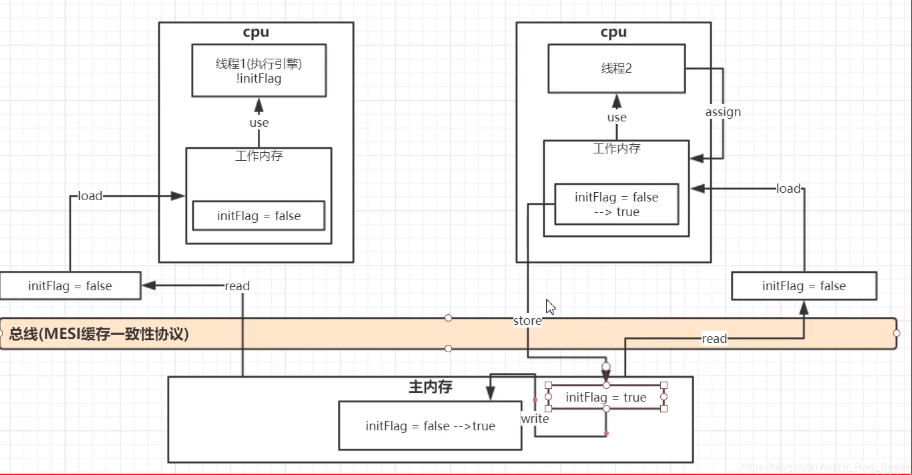 cpu
线程1(执行引擎)
!initFlag
use
工作内存
initFlag = false
load
initFlag = false
read
cpu
线程2
assign
use
工作内存
initFlag = false
--> true
load
initFlag = false
store
read
总线(MESI缓存一致性协议)
主内存
initFlag = true
write
initFlag = false -->true